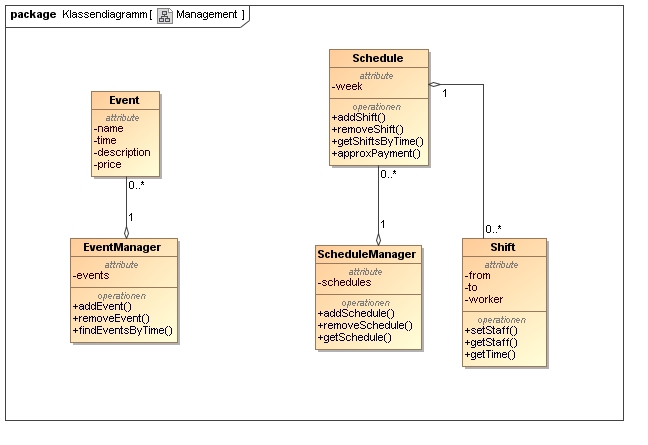 package Klassendiagramm [ Management ]
Event
attribute
-name
-time
-description
-price
0..*
1
EventManager
attribute
-events
operationen
+addEvent()
+removeEvent()
+findEventsByTime()
Schedule
attribute
-week
operationen
+addShift()
+removeShift()
+getShiftsByTime()
+approxPayment()
1
0..*
0..*
1
ScheduleManager
attribute
-schedules
operationen
+addSchedule()
+removeSchedule()
+getSchedule()
Shift
attribute
-from
-to
-worker
operationen
+setStaff()
+getStaff()
+getTime()